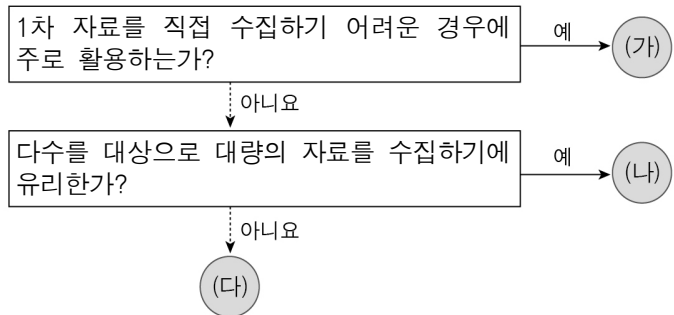 1차 자료를 직접 수집하기 어려운 경우에
주로 활용하는가?
예
(가)
아니요
다수를 대상으로 대량의 자료를 수집하기에
유리한가?
예
(나)
아니요
(다)